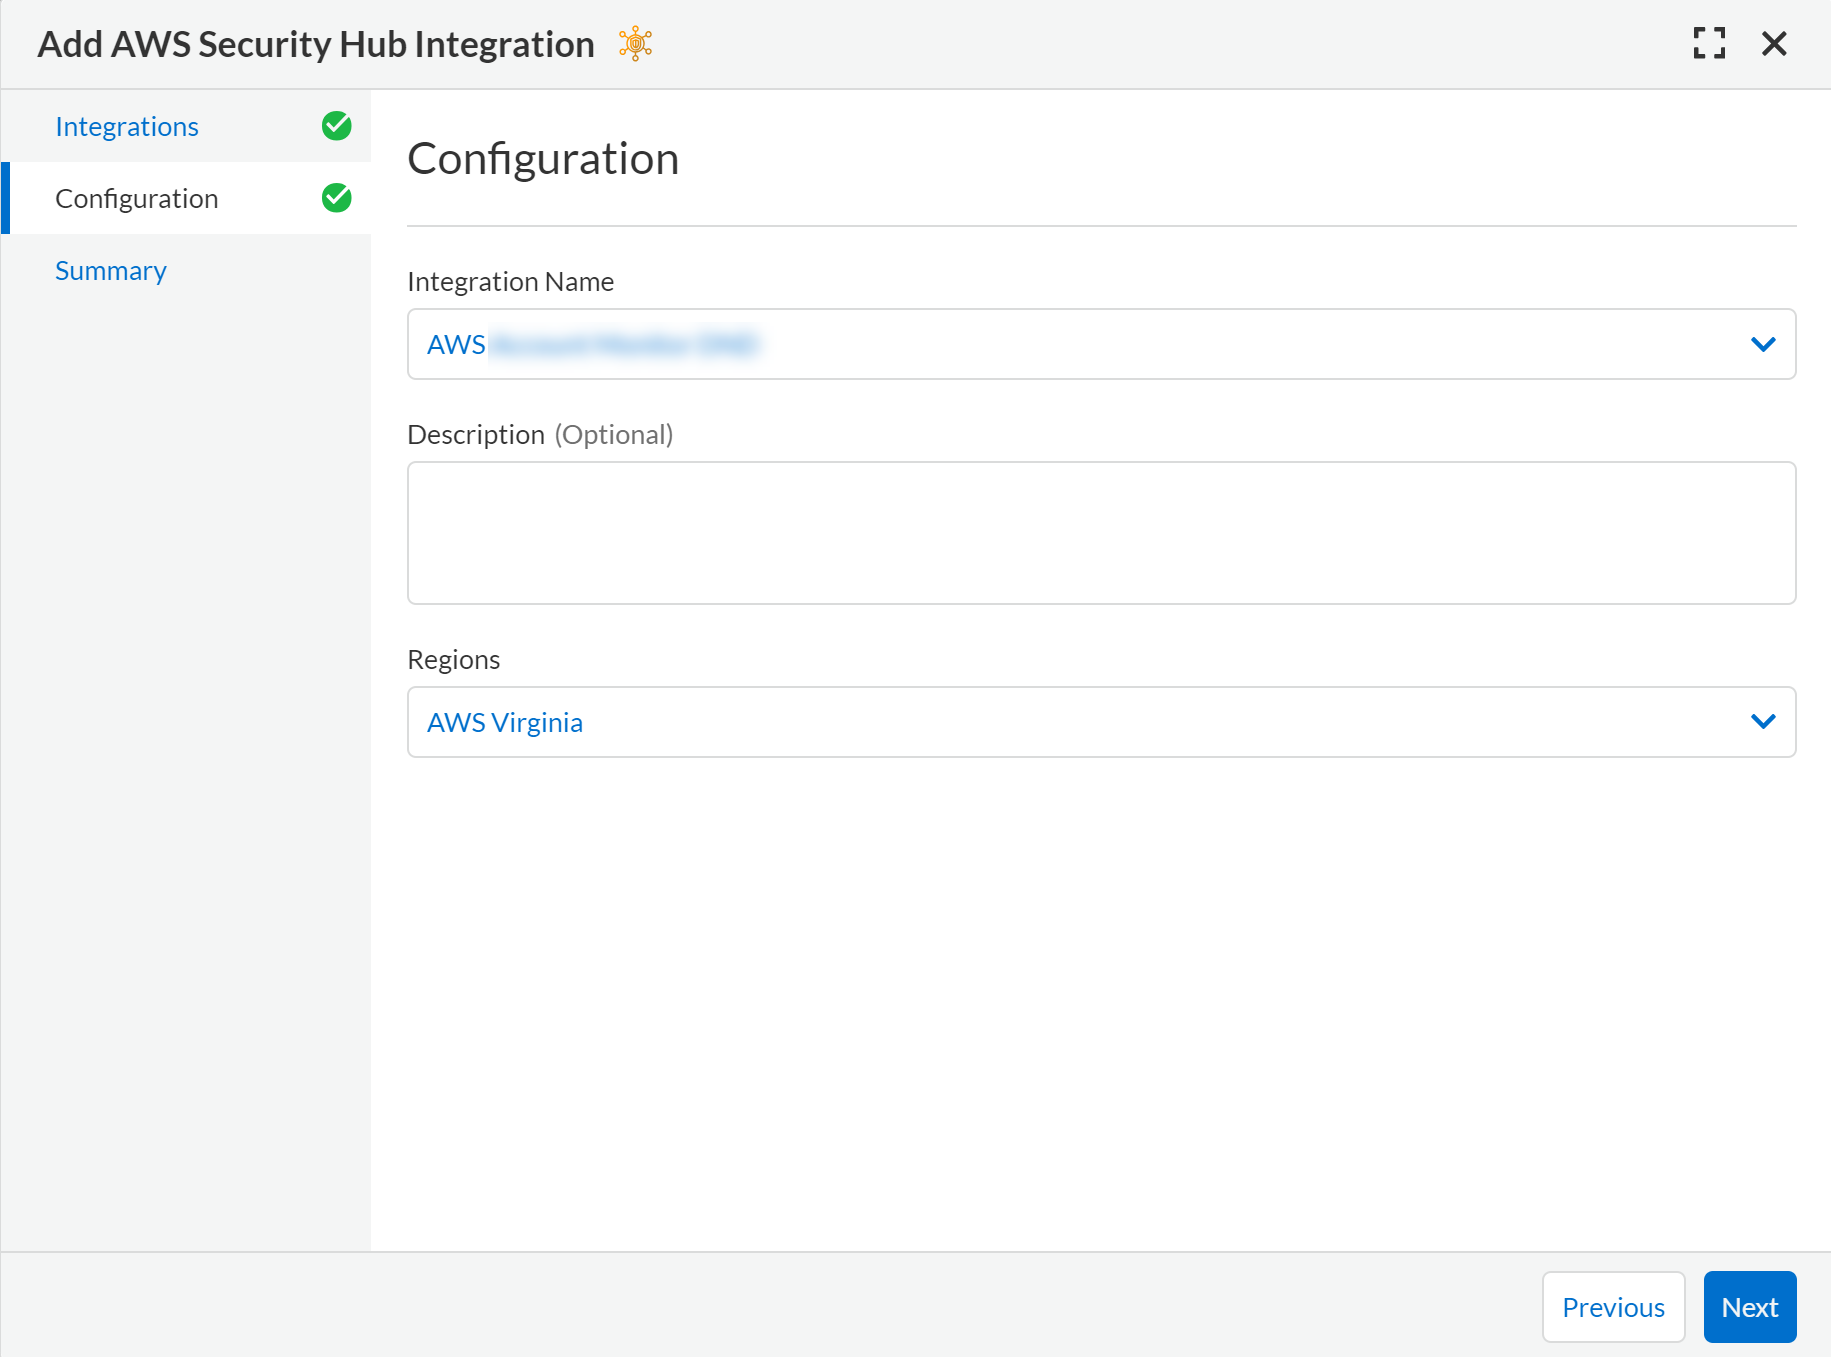 Add AWS Security Hub Integration
Integrations
Configuration
Summary
Configuration
Integration Name
AWS
Description (Optional)
Regions
AWS Virginia
Previous
Next